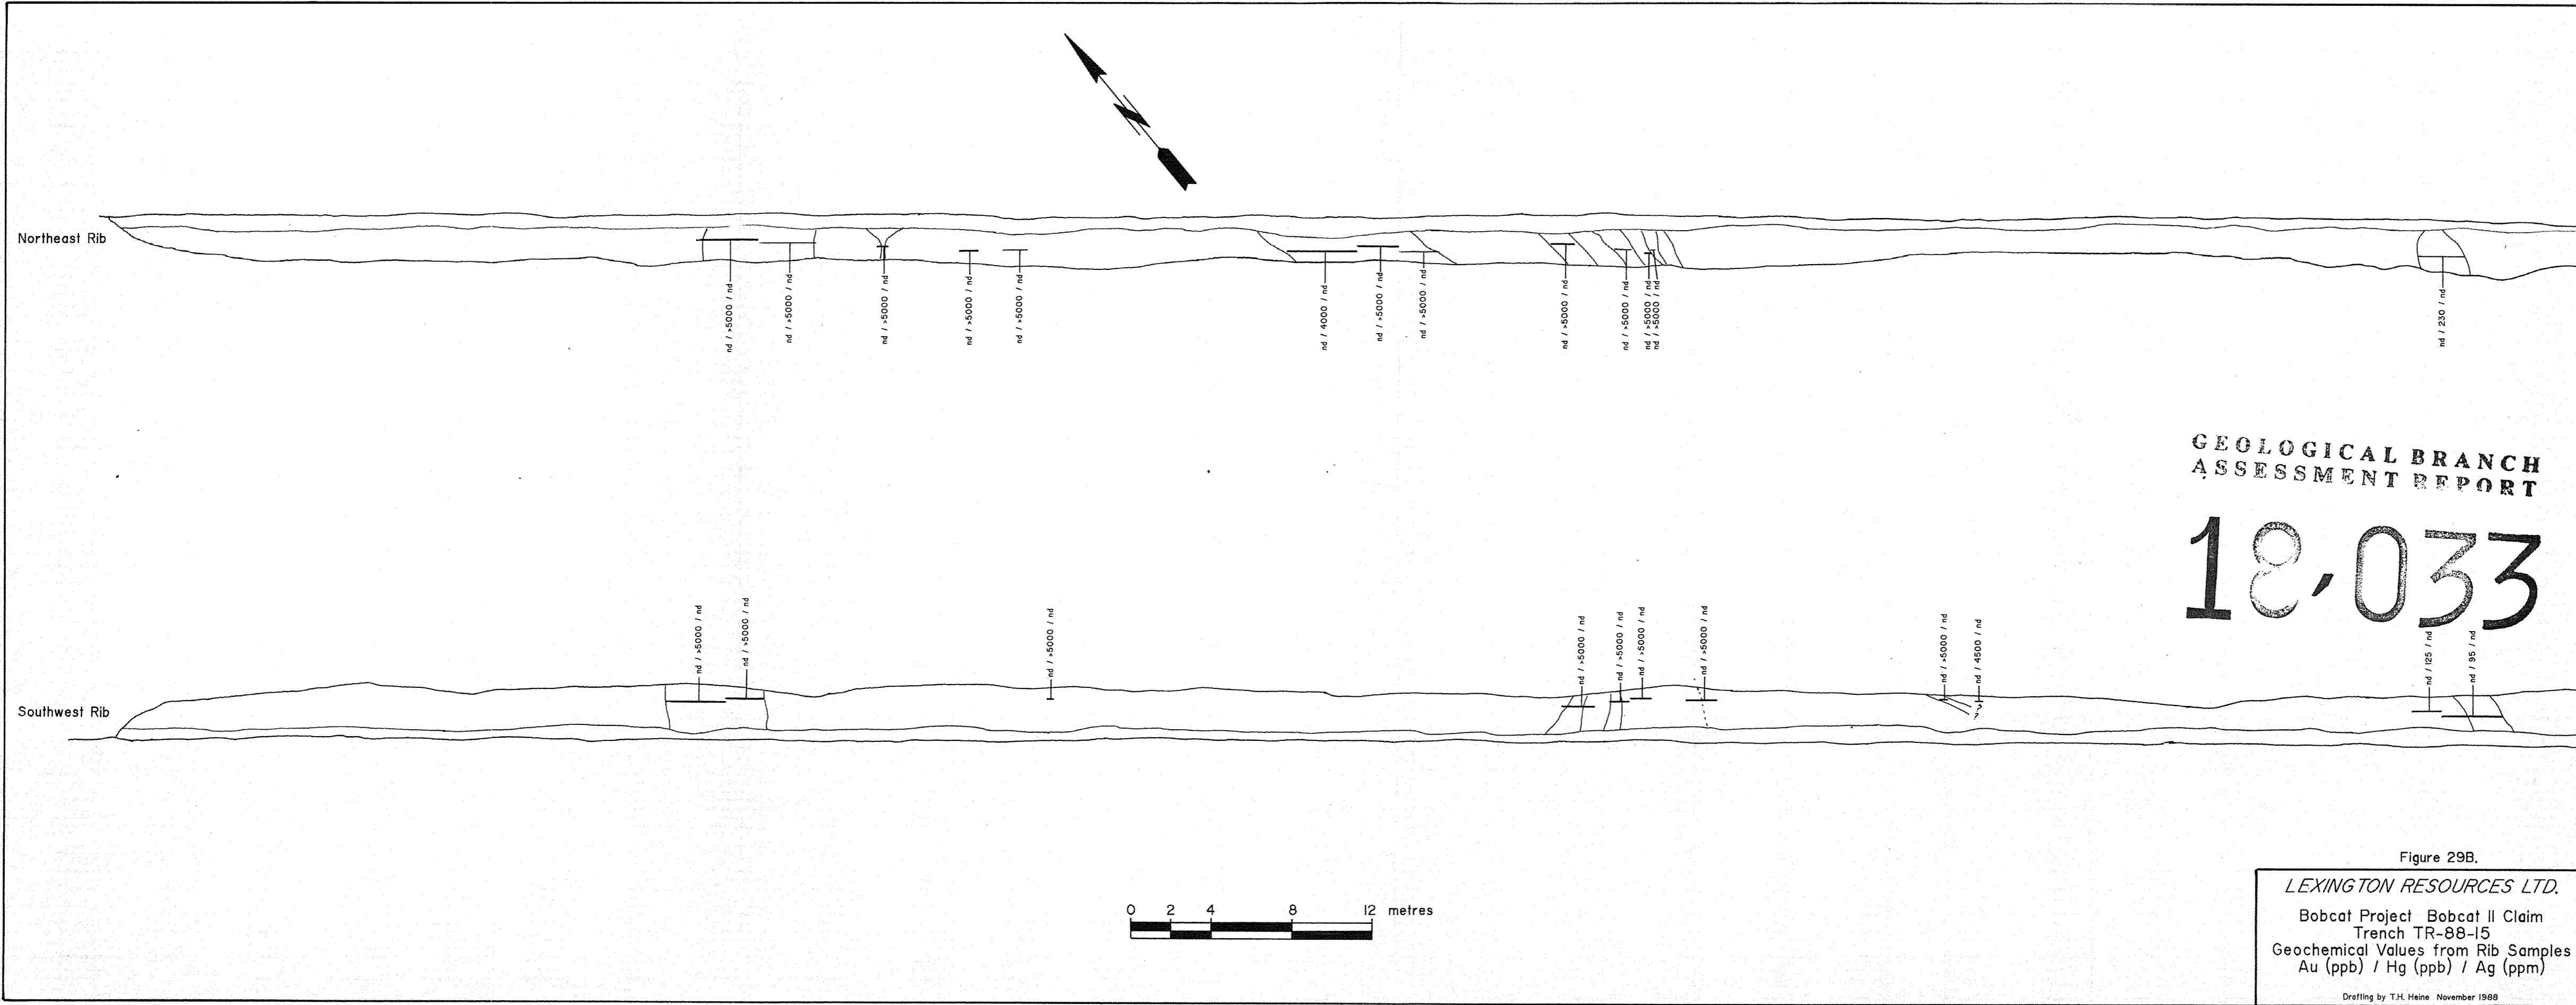 N
Northeast Rib
nd / >5000 / nd
nd / >5000 / nd
nd / >5000 / nd
nd / >5000 / nd
nd / >5000 / nd
nd / 4000 / nd
nd / >5000 / nd
nd / >5000 / nd
nd / >5000 / nd
nd / >5000 / nd
nd / >5000 / nd
nd / >5000 / nd
nd / 230 / nd
GEOLOGICAL BRANCH
ASSESSMENT REPORT
18,033
nd / >5000 / nd
nd / >5000 / nd
nd / >5000 / nd
nd / >5000 / nd
nd / >5000 / nd
nd / >5000 / nd
nd / >5000 / nd
nd / >5000 / nd
nd / 4500 / nd
nd / 125 / nd
nd / 95 / nd
Southwest Rib
?
?
0 2 4 8 12 metres
Figure 29B.
LEXINGTON RESOURCES LTD.
Bobcat Project Bobcat II Claim
Trench TR-88-15
Geochemical Values from Rib Samples
Au (ppb) / Hg (ppb) / Ag (ppm)
Drafting by T.H. Heine November 1988